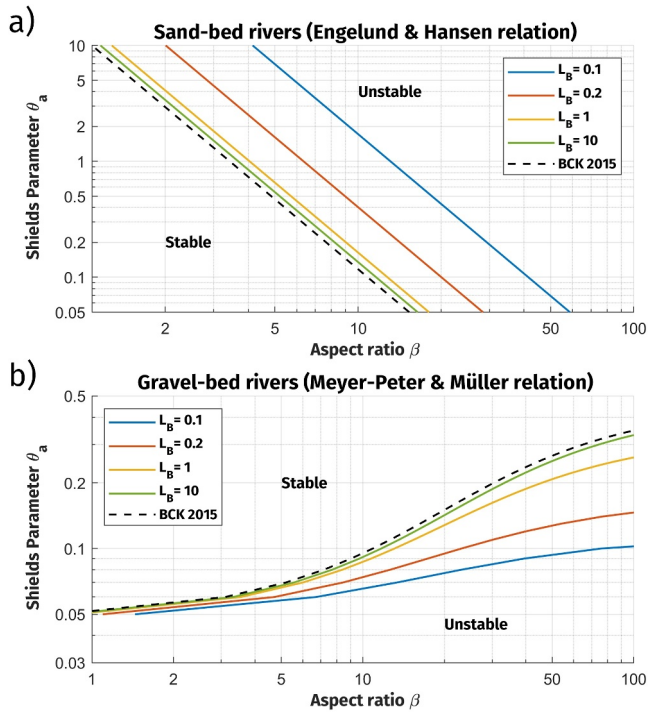 a)
Sand-bed rivers (Engelund & Hansen relation)
Shields Parameter θa
10
5
2
1
0.5
0.2
0.1
0.05
Unstable
Stable
LB= 0.1
LB= 0.2
LB= 1
LB= 10
BCK 2015
2 5 10 50 100
Aspect ratio β
b)
Gravel-bed rivers (Meyer-Peter & Müller relation)
Shields Parameter θa
0.5
0.2
0.1
0.05
0.03
LB= 0.1
LB= 0.2
LB= 1
LB= 10
BCK 2015
Stable
Unstable
1 2 5 10 50 100
Aspect ratio β